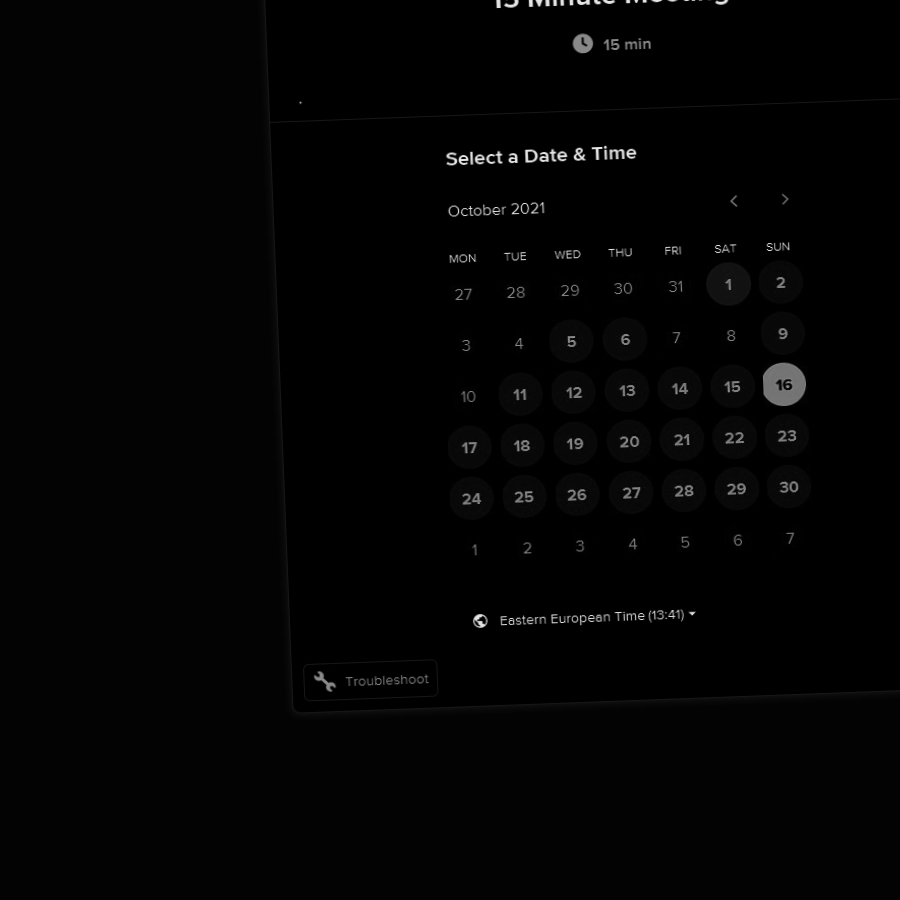 15 Minute Meeting
15 min
Select a Date & Time
October 2021
MON TUE WED THU FRI SAT SUN
27 28 29 30 31 1 2
3 4 5 6 7 8 9
10 11 12 13 14 15 16
17 18 19 20 21 22 23
24 25 26 27 28 29 30
1 2 3 4 5 6 7
Eastern European Time (13:41)
Troubleshoot